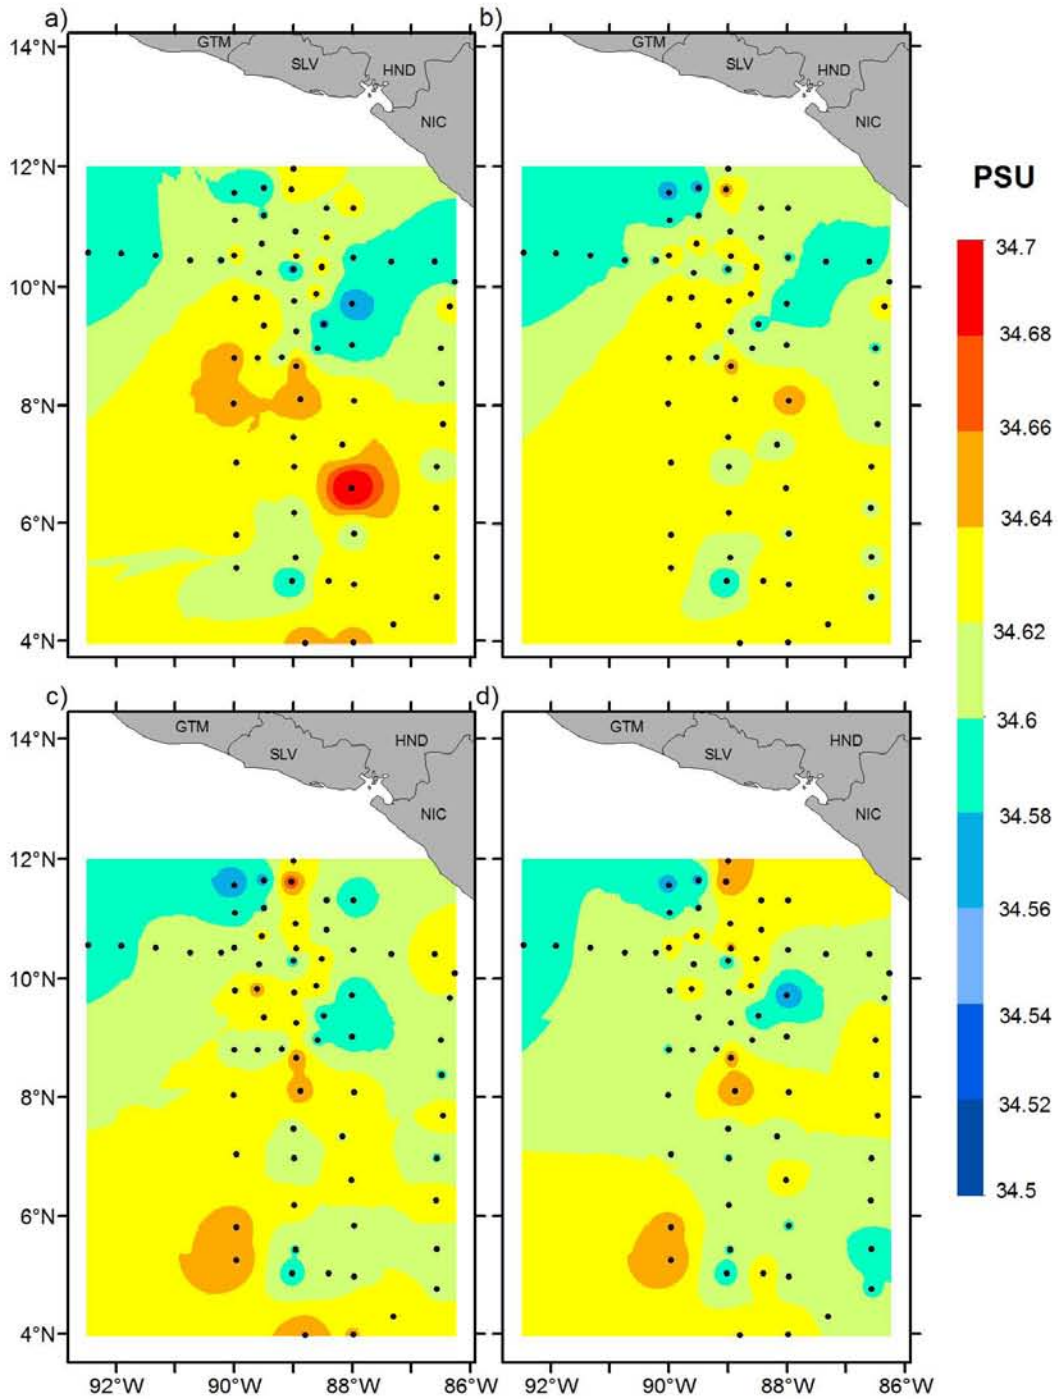 a)
b)
14°N
GTM
SLV
HND
NIC
GTM
SLV
HND
NIC
12°N
10°N
8°N
6°N
4°N
PSU
34.7
34.68
34.66
34.64
34.62
34.6
34.58
34.56
34.54
34.52
34.5
c)
d)
14°N
GTM
SLV
HND
NIC
GTM
SLV
HND
NIC
12°N
10°N
8°N
6°N
4°N
92°W 90°W 88°W 86°W
92°W 90°W 88°W 86°W